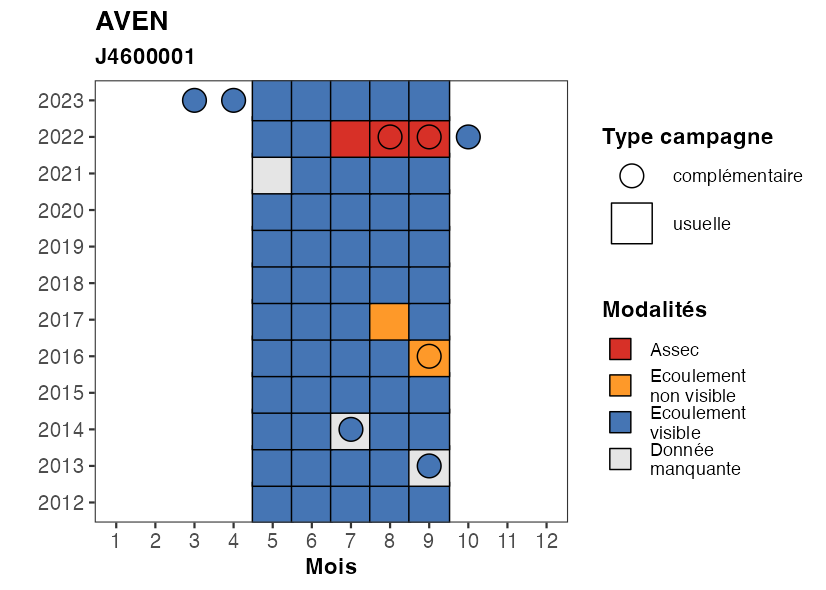 AVEN
J4600001
2023
2022
2021
2020
2019
2018
2017
2016
2015
2014
2013
2012
1 2 3 4 5 6 7 8 9 10 11 12
Mois
Type campagne
complémentaire
usuelle
Modalités
Assec
Ecoulement
non visible
Ecoulement
visible
Donnée
manquante